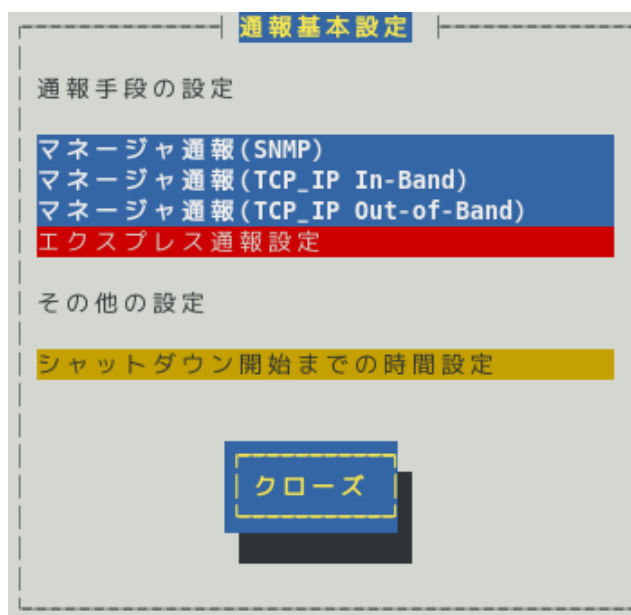 通報基本設定
通報手段の設定
マネージャ通報(SNMP)
マネージャ通報(TCP_IP In-Band)
マネージャ通報(TCP_IP Out-of-Band)
エクスプレス通報設定
その他の設定
シャットダウン開始までの時間設定
クローズ